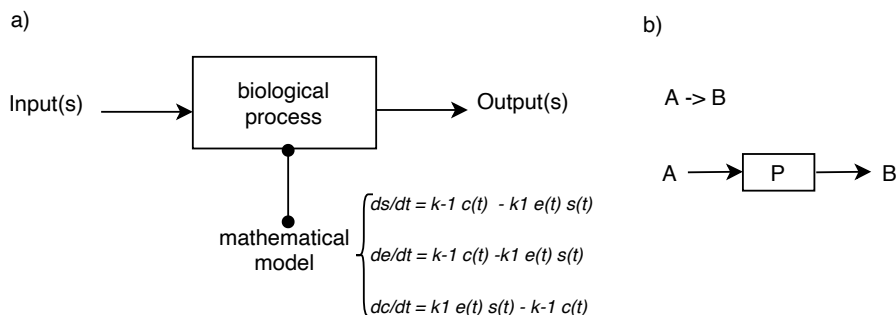 a)
Input(s)
biological
process
Output(s)
mathematical
model
ds/dt = k-1 c(t)  - k1 e(t) s(t)
de/dt = k-1 c(t) -k1 e(t) s(t)
dc/dt = k1 e(t) s(t) - k-1 c(t)
b)
A -> B
A
P
B